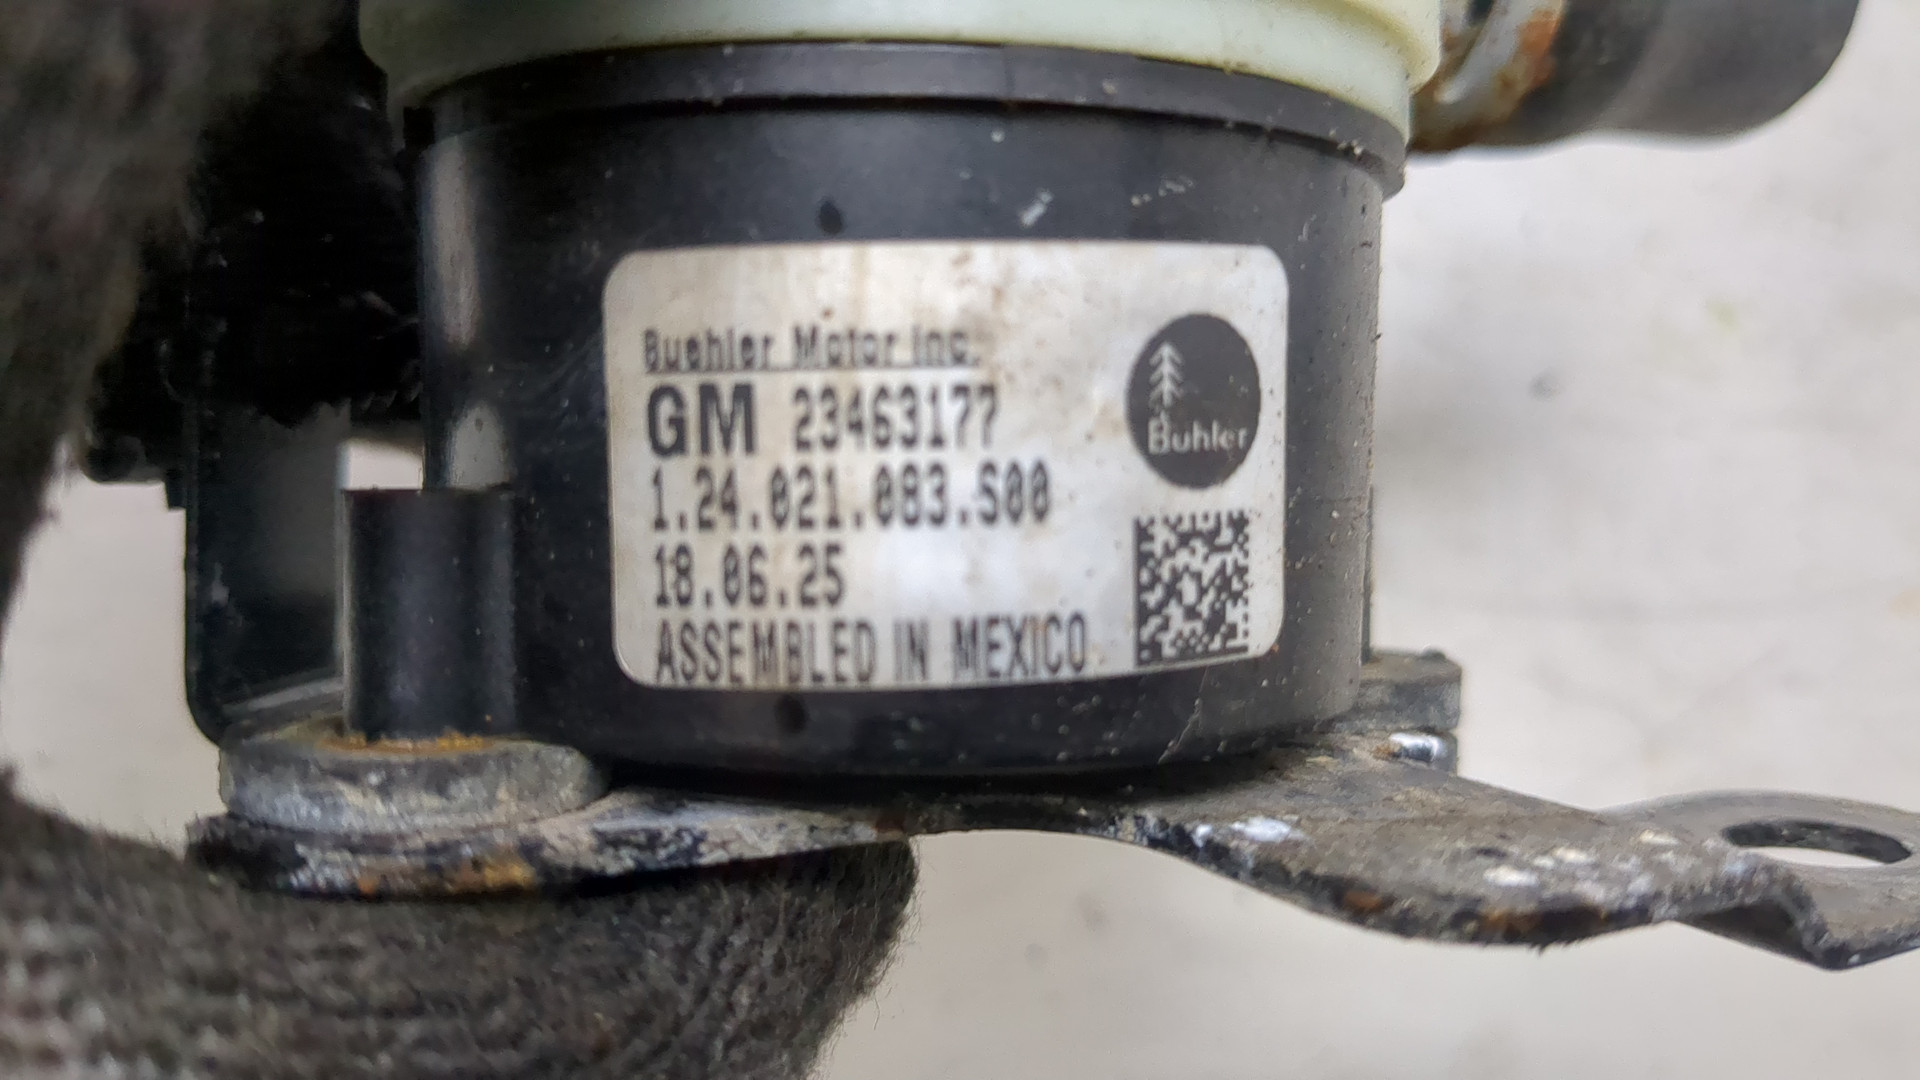 Buehler Motor Inc.
GM 23463177
1.24.021.083.S00
18.06.25
ASSEMBLED IN MEXICO
Buhler